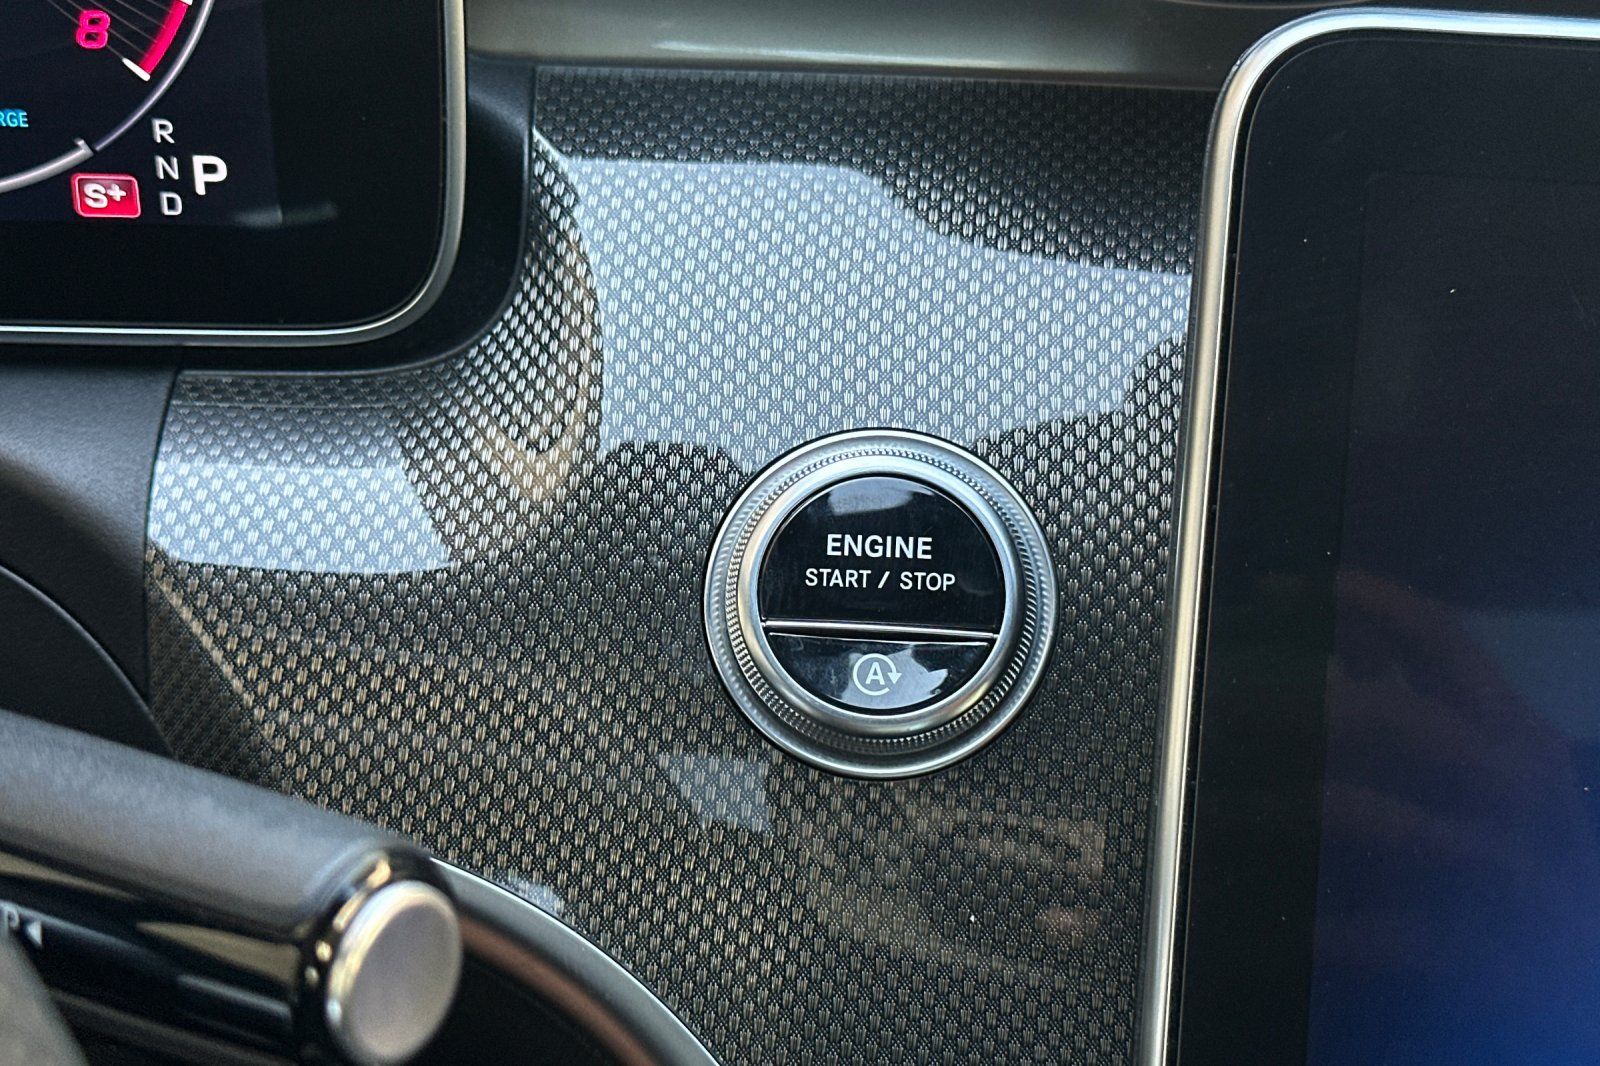 8
RGE
R
N P
S+ D
ENGINE
START / STOP
A
P